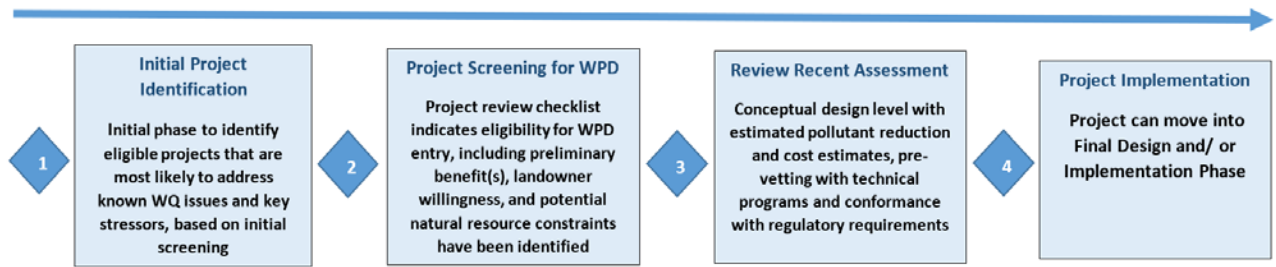 1
Initial Project
Identification
Initial phase to identify
eligible projects that are
most likely to address
known WQ issues and key
stressors, based on initial
screening
2
Project Screening for WPD
Project review checklist
indicates eligibility for WPD
entry, including preliminary
benefit(s), landowner
willingness, and potential
natural resource constraints
have been identified
3
Review Recent Assessment
Conceptual design level with
estimated pollutant reduction
and cost estimates, pre-
vetting with technical
programs and conformance
with regulatory requirements
4
Project Implementation
Project can move into
Final Design and/ or
Implementation Phase